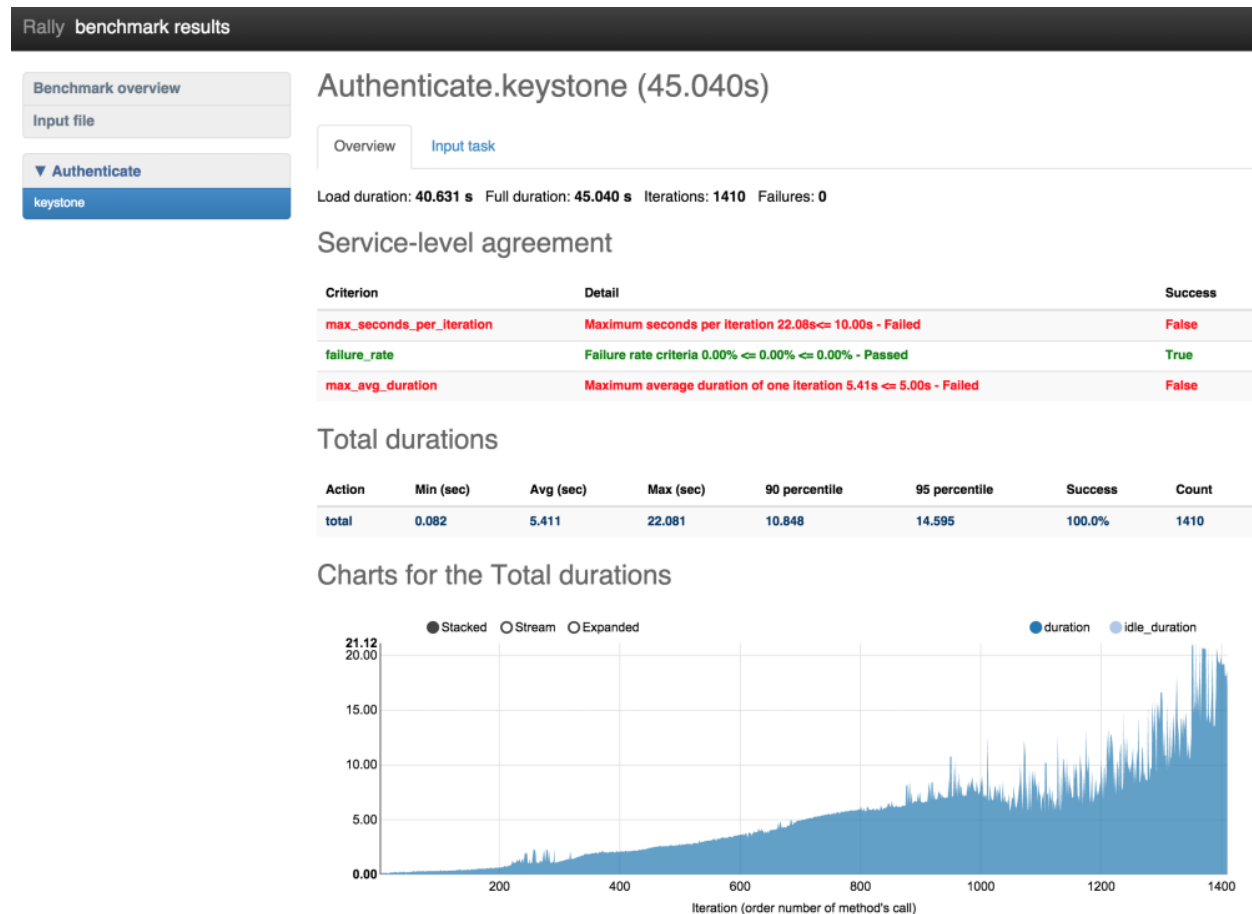 Rally benchmark results
Benchmark overview
Input file
▼ Authenticate
keystone
Authenticate.keystone (45.040s)
Overview Input task
Load duration: 40.631 s Full duration: 45.040 s Iterations: 1410 Failures: 0
Service-level agreement
Criterion Detail Success
max_seconds_per_iteration Maximum seconds per iteration 22.08s<= 10.00s - Failed False
failure_rate Failure rate criteria 0.00% <= 0.00% <= 0.00% - Passed True
max_avg_duration Maximum average duration of one iteration 5.41s <= 5.00s - Failed False
Total durations
Action Min (sec) Avg (sec) Max (sec) 90 percentile 95 percentile Success Count
total 0.082 5.411 22.081 10.848 14.595 100.0% 1410
Charts for the Total durations
Stacked Stream Expanded duration idle_duration
21.12
20.00
15.00
10.00
5.00
0.00
200 400 600 800 1000 1200 1400
Iteration (order number of method's call)